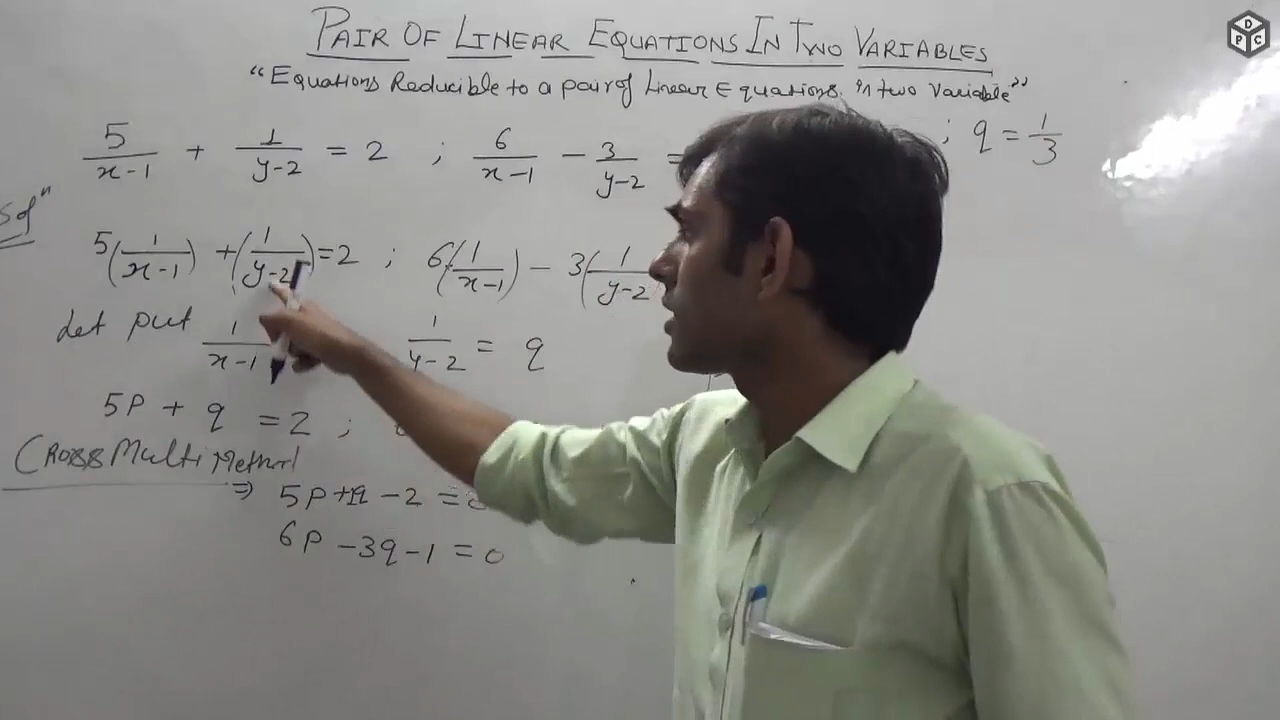 PAIR OF LINEAR EQUATIONS IN TWO VARIABLES
"Equations Reducible to a pair of Linear Equations in two Variable"
5/(x-1) + 1/(y-2) = 2 ; 6/(x-1) - 3/(y-2) = ; q = 1/3
Sol"
5(1/(x-1)) + (1/(y-2)) = 2 ; 6(1/(x-1)) - 3(1/(y-2)
Let put 1/(x-1) 1/(y-2) = q
5P + q = 2 ;
Cross Multi Method
⇒ 5p + 1q - 2 = 0
6p - 3q - 1 = 0
DPC